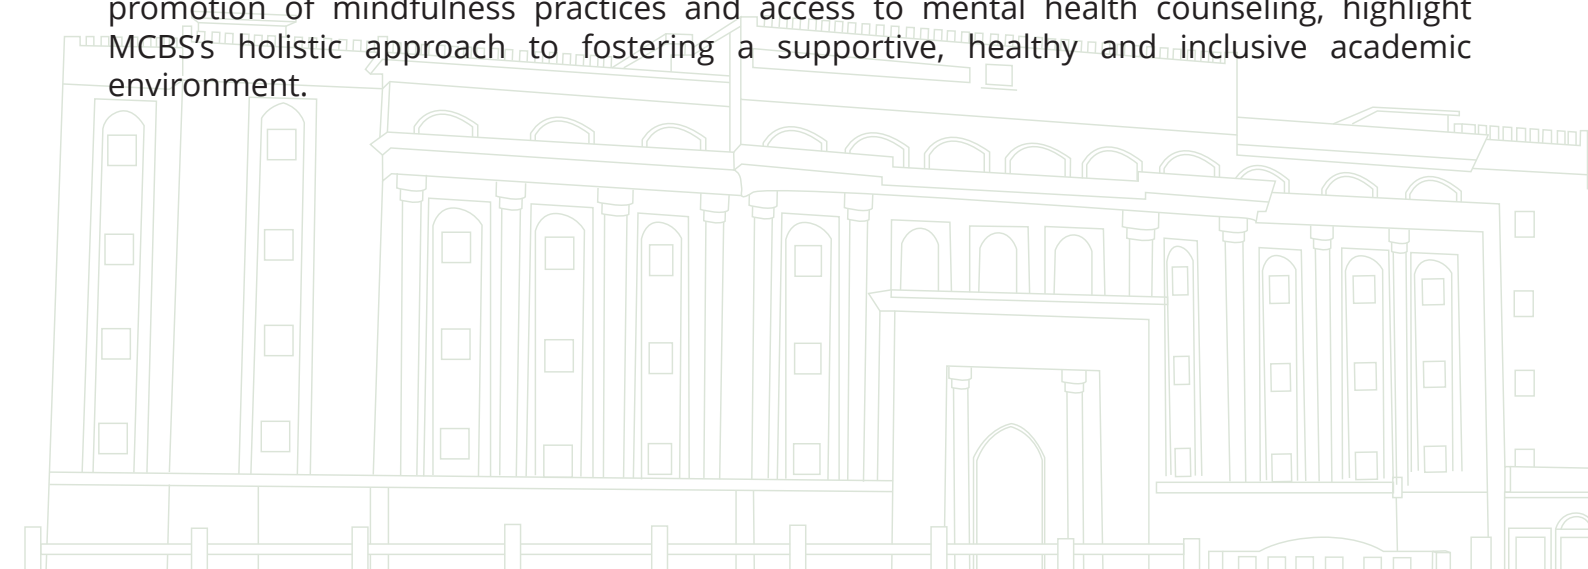 promotion of mindfulness practices and access to mental health counseling, highlight
MCBS’s holistic approach to fostering a supportive, healthy and inclusive academic
environment.